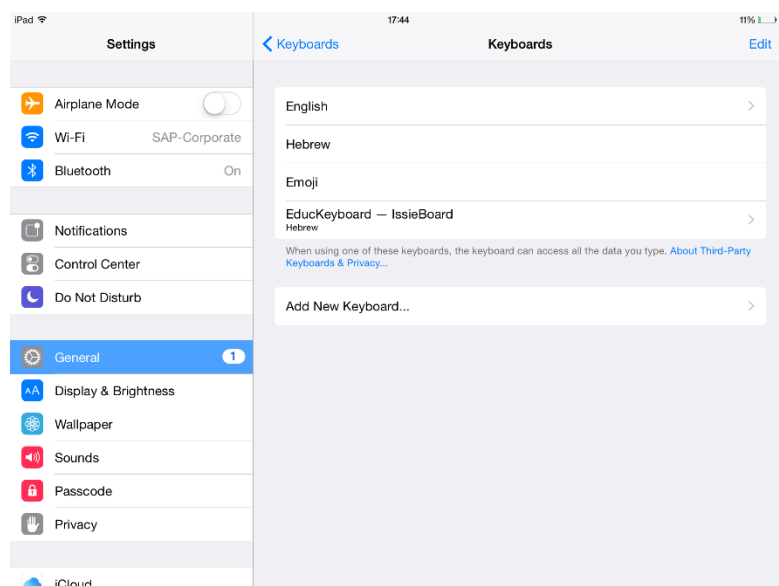 iPad 17:44 11%
Settings
Keyboards Keyboards Edit
Airplane Mode
Wi-Fi SAP-Corporate
Bluetooth On
Notifications
Control Center
Do Not Disturb
General 1
AA Display & Brightness
Wallpaper
Sounds
Passcode
Privacy
iCloud
English
Hebrew
Emoji
EducKeyboard — IssieBoard
Hebrew
When using one of these keyboards, the keyboard can access all the data you type. About Third-Party
Keyboards & Privacy...
Add New Keyboard...